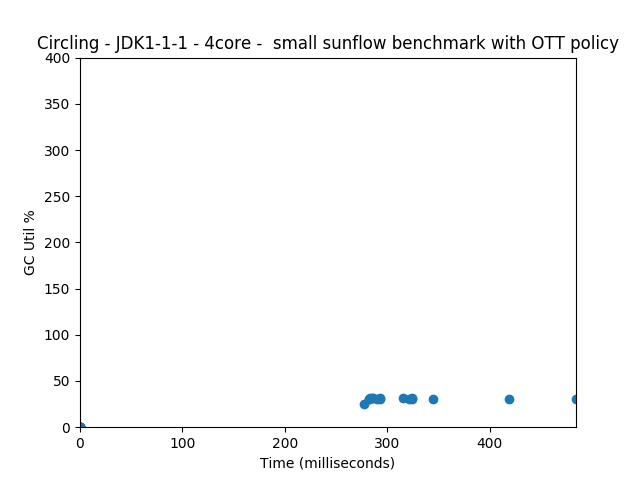 Circling - JDK1-1-1 - 4core -  small sunflow benchmark with OTT policy
400
350
300
250
200
150
100
50
0
GC Util %
0 100 200 300 400
Time (milliseconds)